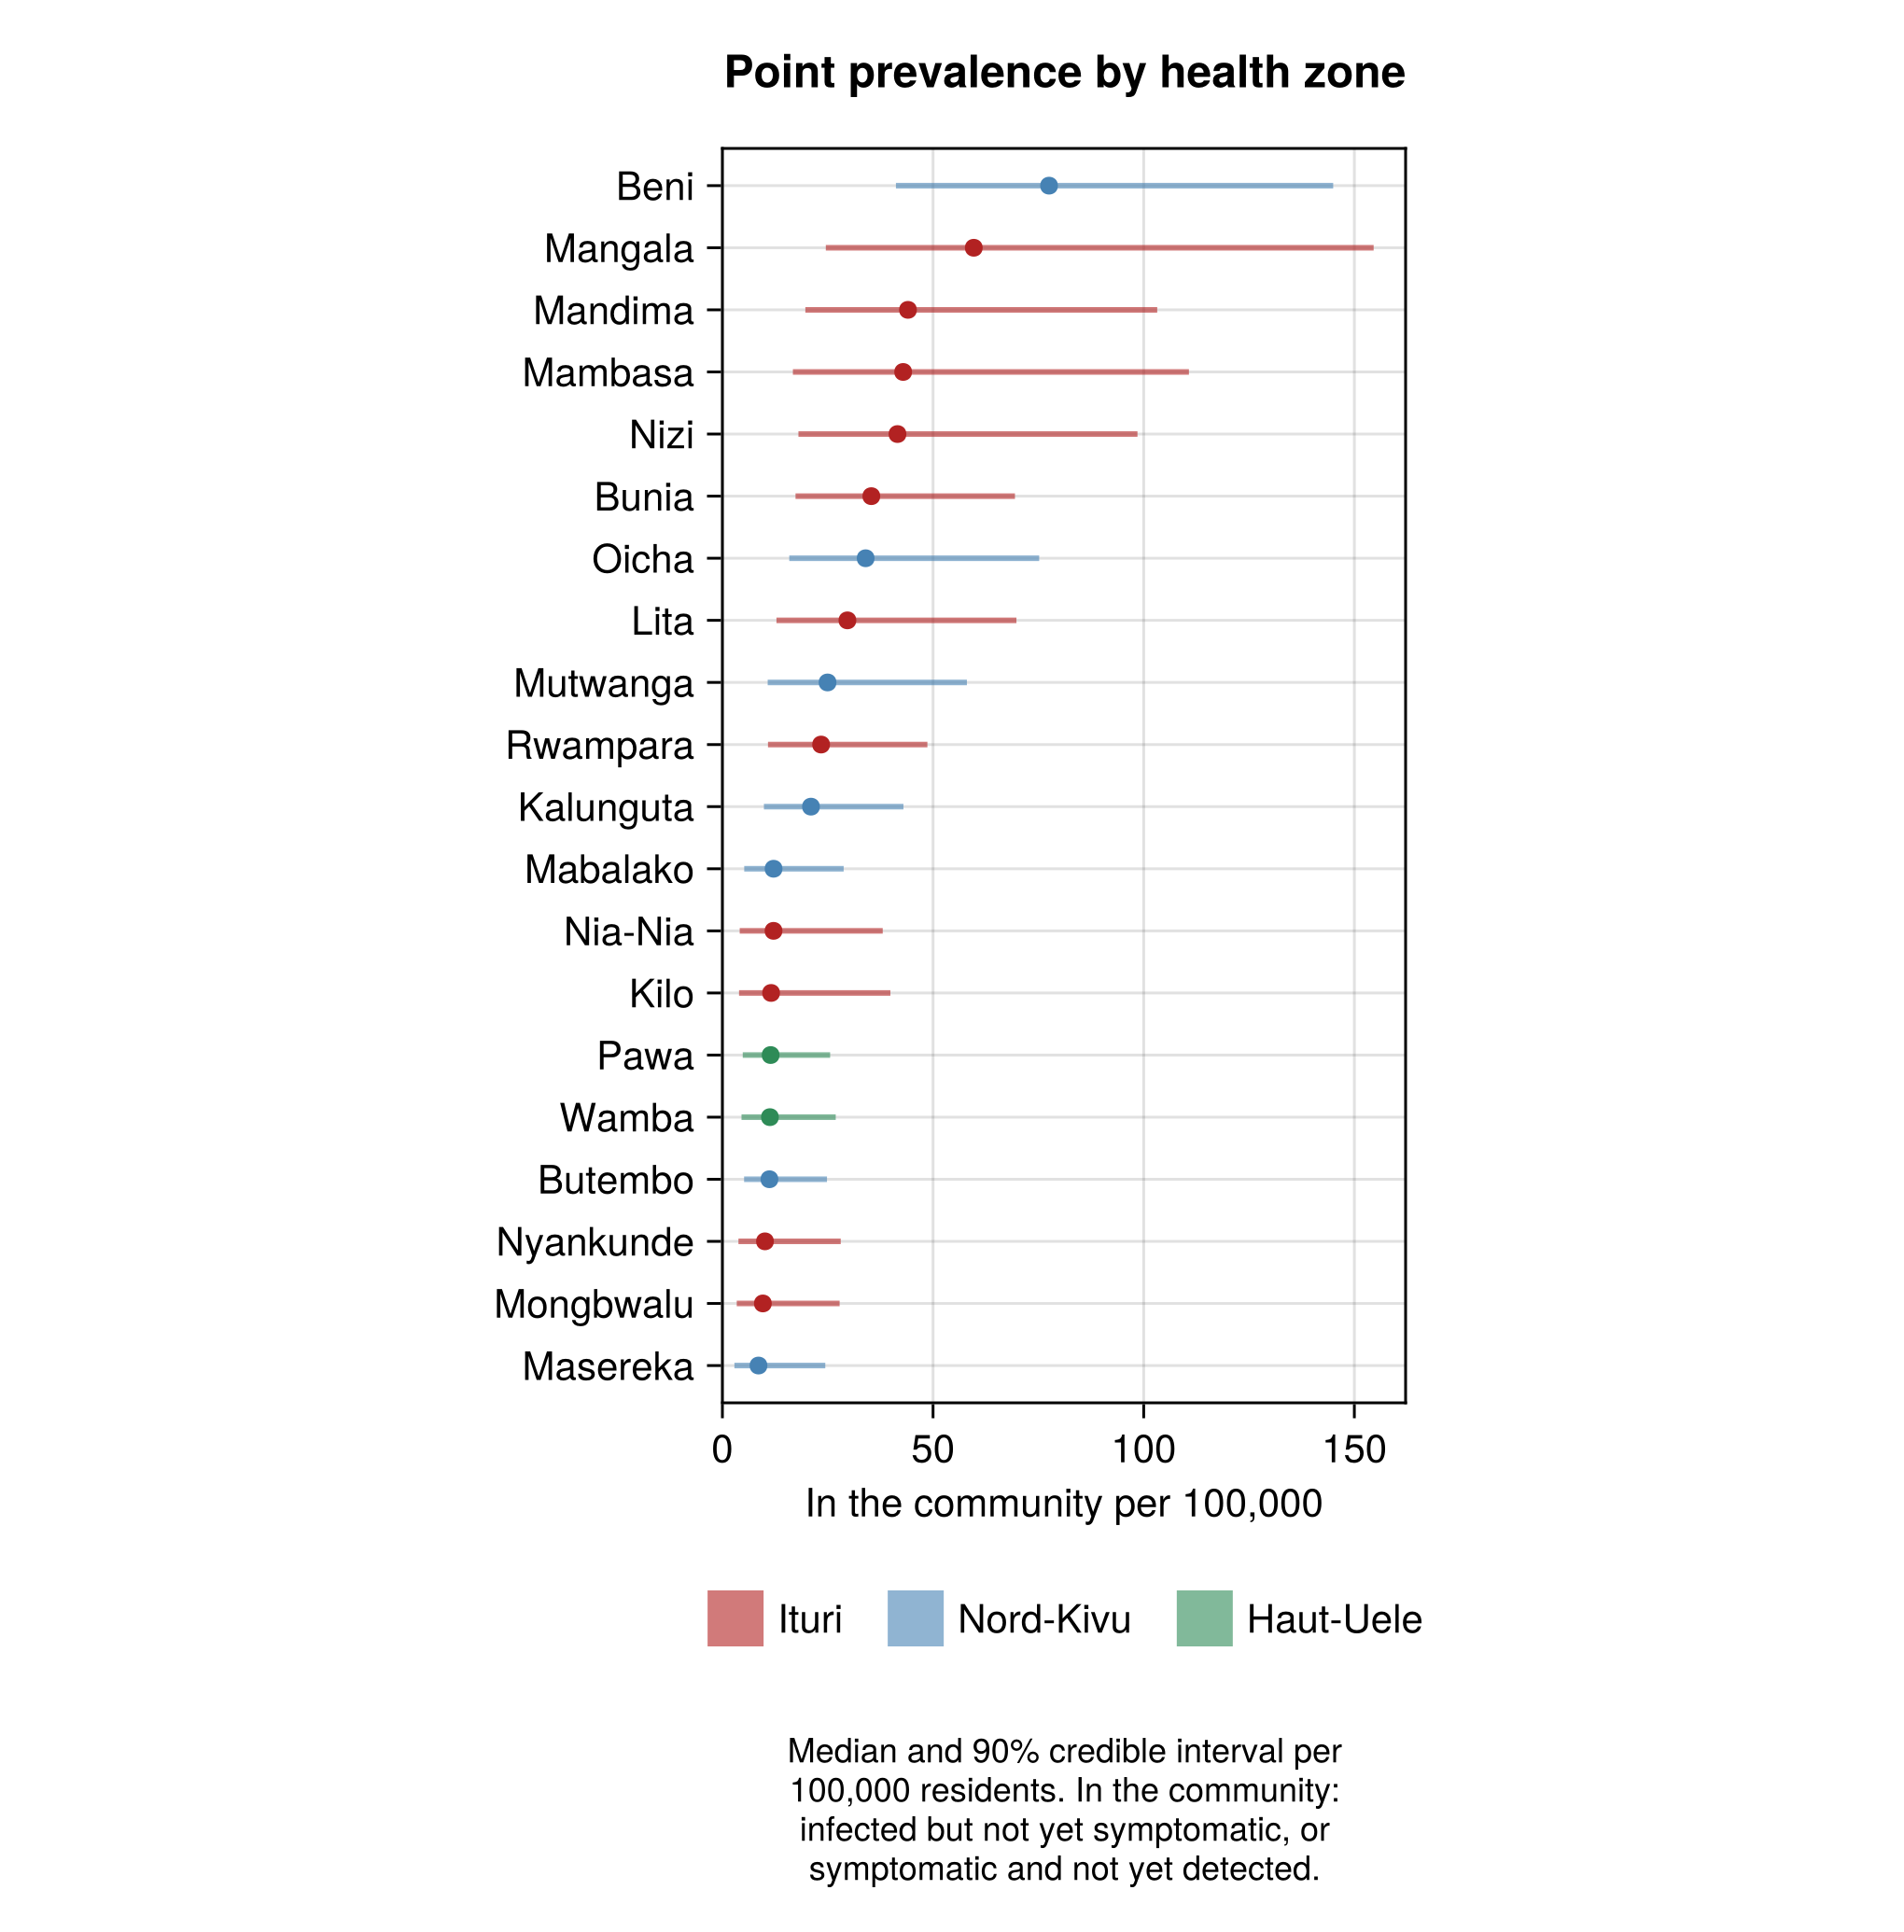 Point prevalence by health zone
Beni
Mangala
Mandima
Mambasa
Nizi
Bunia
Oicha
Lita
Mutwanga
Rwampara
Kalunguta
Mabalako
Nia-Nia
Kilo
Pawa
Wamba
Butembo
Nyankunde
Mongbwalu
Masereka
0 50 100 150
In the community per 100,000
Ituri Nord-Kivu Haut-Uele
Median and 90% credible interval per
100,000 residents. In the community:
infected but not yet symptomatic, or
symptomatic and not yet detected.